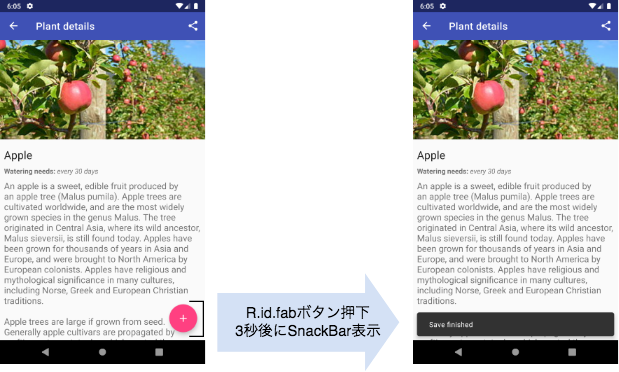 6:05
Plant details
Apple
Watering needs: every 30 days
An apple is a sweet, edible fruit produced by
an apple tree (Malus pumila). Apple trees are
cultivated worldwide, and are the most widely
grown species in the genus Malus. The tree
originated in Central Asia, where its wild ancestor,
Malus sieversii, is still found today. Apples have
been grown for thousands of years in Asia and
Europe, and were brought to North America by
European colonists. Apples have religious and
mythological significance in many cultures,
including Norse, Greek and European Christian
traditions.
Apple trees are large if grown from seed.
Generally apple cultivars are propagated by
R.id.fabボタン押下
3秒後にSnackBar表示
6:05
Plant details
Apple
Watering needs: every 30 days
An apple is a sweet, edible fruit produced by
an apple tree (Malus pumila). Apple trees are
cultivated worldwide, and are the most widely
grown species in the genus Malus. The tree
originated in Central Asia, where its wild ancestor,
Malus sieversii, is still found today. Apples have
been grown for thousands of years in Asia and
Europe, and were brought to North America by
European colonists. Apples have religious and
mythological significance in many cultures,
including Norse, Greek and European Christian
traditions.
Save finished